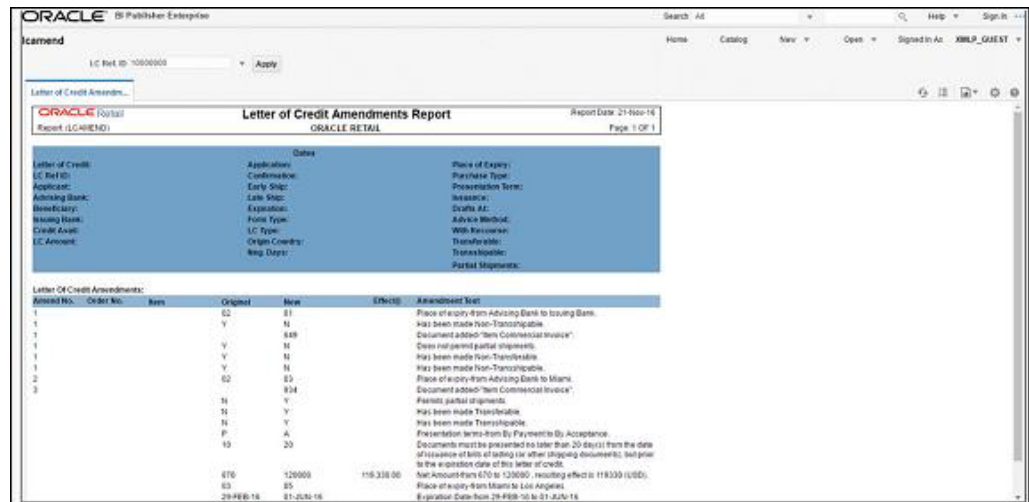 ORACLE BI Publisher Enterprise Search All Help Sign In
lcamend Home Catalog New Open Signed In As XMLP_GUEST
LC Ref. ID 10000000 Apply
Letter of Credit Amendm...
ORACLE Retail Letter of Credit Amendments Report Report Date: 21-Nov-16
Report (LCAMEND) ORACLE RETAIL Page: 1 OF 1
Dates
Letter of Credit: Application: Place of Expiry:
LC Ref ID: Confirmation: Purchase Type:
Applicant: Early Ship: Presentation Term:
Advising Bank: Late Ship: Issuance:
Beneficiary: Expiration: Drafts At:
Issuing Bank: Form Type: Advice Method:
Credit Avail: LC Type: With Recourse:
LC Amount: Origin Country: Transferable:
Neg. Days: Transshipable:
Partial Shipments:
Letter Of Credit Amendments:
Amend No. Order No. Item Original New Effect() Amendment Text
1 02 01 Place of expiry-from Advising Bank to Issuing Bank.
1 Y N Has been made Non-Transshipable.
1 Document added-"Item Commercial Invoice".
1 Y N Does not permit partial shipments.
1 Y N Has been made Non-Transferable.
1 Y N Has been made Non-Transshipable.
2 02 03 Place of expiry-from Advising Bank to Miami.
3 934 Document added-"Item Commercial Invoice".
N Y Permits partial shipments.
N Y Has been made Transferable.
N Y Has been made Transshipable.
P A Presentation terms-from By Payment to By Acceptance.
10 20 Documents must be presented no later than 20 day(s) from the date
of issuance of bills of lading (or other shipping documents), but prior
to the expiration date of this letter of credit.
670 120000 119,330.00 Net Amount-from 670 to 120000 , resulting effect is 119330 (USD).
03 05 Place of expiry-from Miami to Los Angeles.
29-FEB-16 01-JUN-16 Expiration Date-from 29-FEB-16 to 01-JUN-16